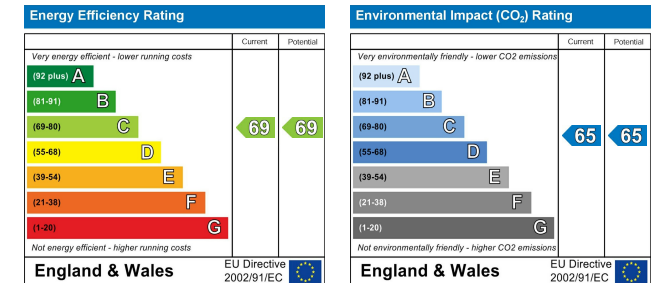 Energy Efficiency Rating
Current Potential
Very energy efficient - lower running costs
(92 plus) A
(81-91) B
(69-80) C
69 69
(55-68) D
(39-54) E
(21-38) F
(1-20) G
Not energy efficient - higher running costs
England & Wales
EU Directive
2002/91/EC
Environmental Impact (CO₂) Rating
Current Potential
Very environmentally friendly - lower CO2 emissions
(92 plus) A
(81-91) B
(69-80) C
65 65
(55-68) D
(39-54) E
(21-38) F
(1-20) G
Not environmentally friendly - higher CO2 emissions
England & Wales
EU Directive
2002/91/EC